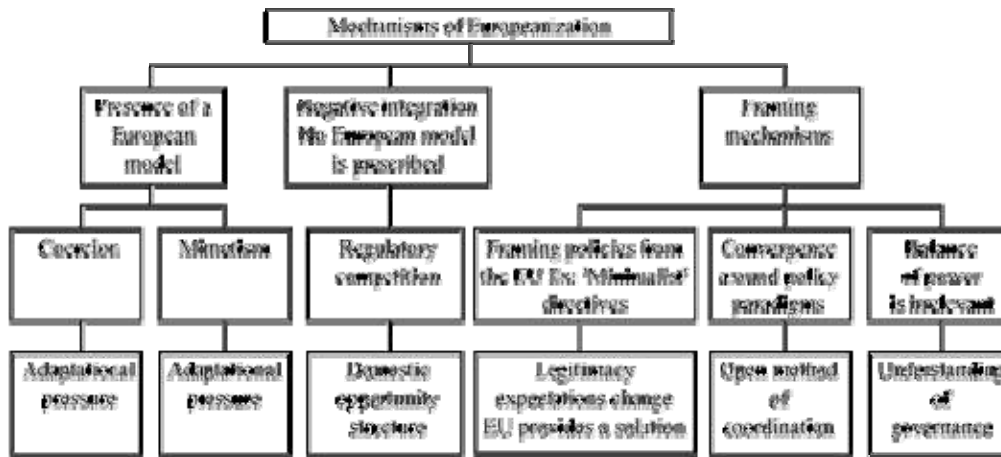 Mechanisms of Europeanization
Presence of a
European
model
Negative integration
No European model
is prescribed
Framing
mechanisms
Coercion
Mimetism
Regulatory
competition
Framing policies from
the EU Ex: 'Minimalist'
directives
Convergence
around policy
paradigms
Balance
of power
is irrelevant
Adaptational
pressure
Adaptational
pressure
Domestic
opportunity
structure
Legitimacy
expectations change
EU provides a solution
Open method
of
coordination
Understanding
of
governance